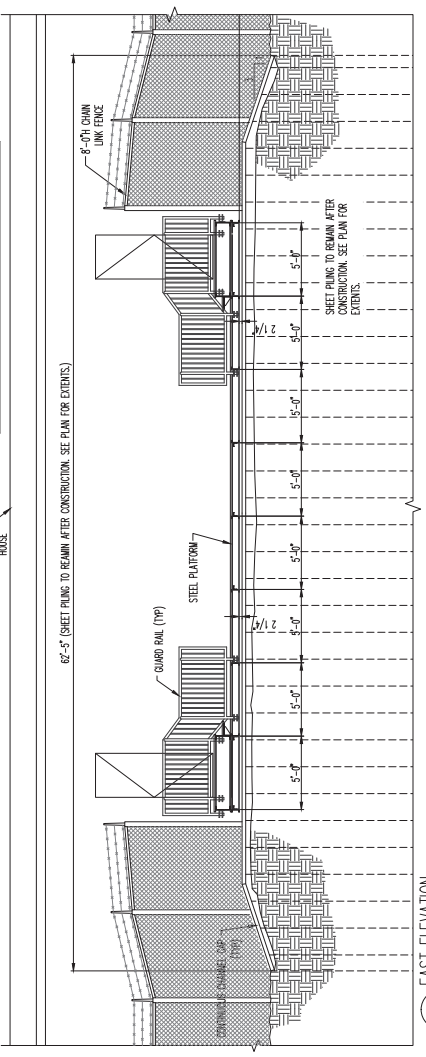 HOUSE
62'-5" (SHEET PILING TO REAMIN AFTER CONSTRUCTION. SEE PLAN FOR EXTENTS.)
8'-0"H CHAIN
LINK FENCE
GUARD RAIL (TYP)
STEEL PLATFORM
CONTINUOUS CHANNEL CAP
(TYP)
2 1/4"
2 1/4"
5'-0"
5'-0"
5'-0"
5'-0"
5'-0"
5'-0"
5'-0"
5'-0"
SHEET PILING TO REMAIN AFTER
CONSTRUCTION. SEE PLAN FOR
EXTENTS.
EAST ELEVATION